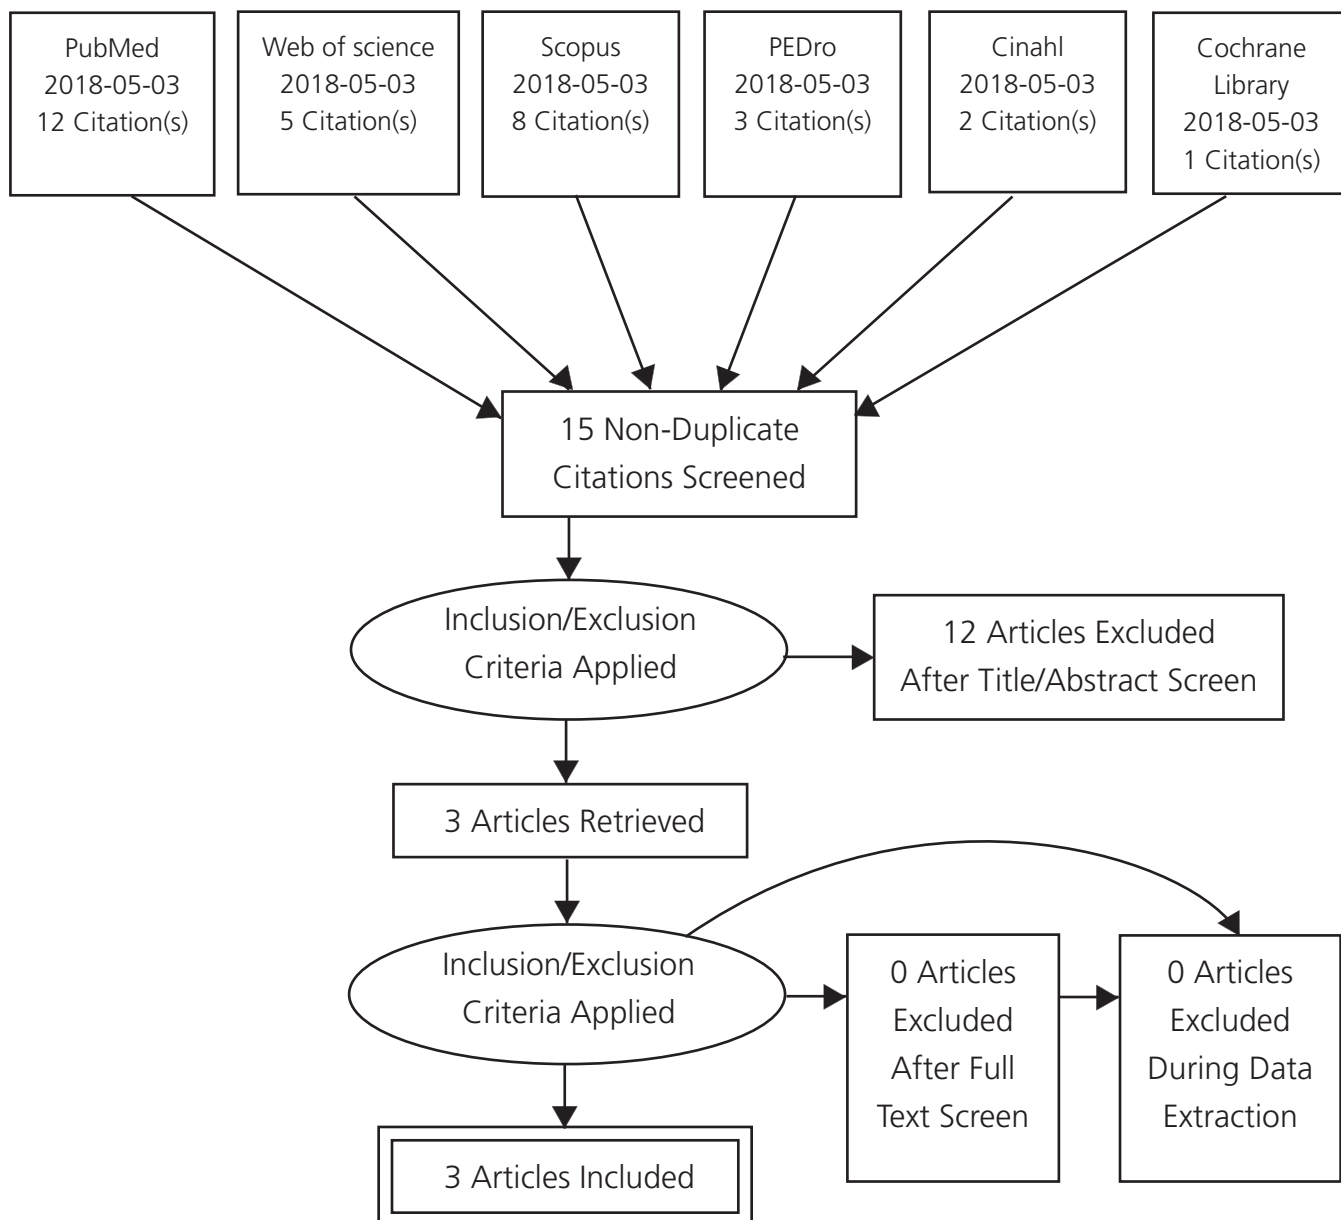 PubMed
2018-05-03
12 Citation(s)
Web of science
2018-05-03
5 Citation(s)
Scopus
2018-05-03
8 Citation(s)
PEDro
2018-05-03
3 Citation(s)
Cinahl
2018-05-03
2 Citation(s)
Cochrane
Library
2018-05-03
1 Citation(s)
15 Non-Duplicate
Citations Screened
Inclusion/Exclusion
Criteria Applied
12 Articles Excluded
After Title/Abstract Screen
3 Articles Retrieved
Inclusion/Exclusion
Criteria Applied
0 Articles
Excluded
After Full
Text Screen
0 Articles
Excluded
During Data
Extraction
3 Articles Included